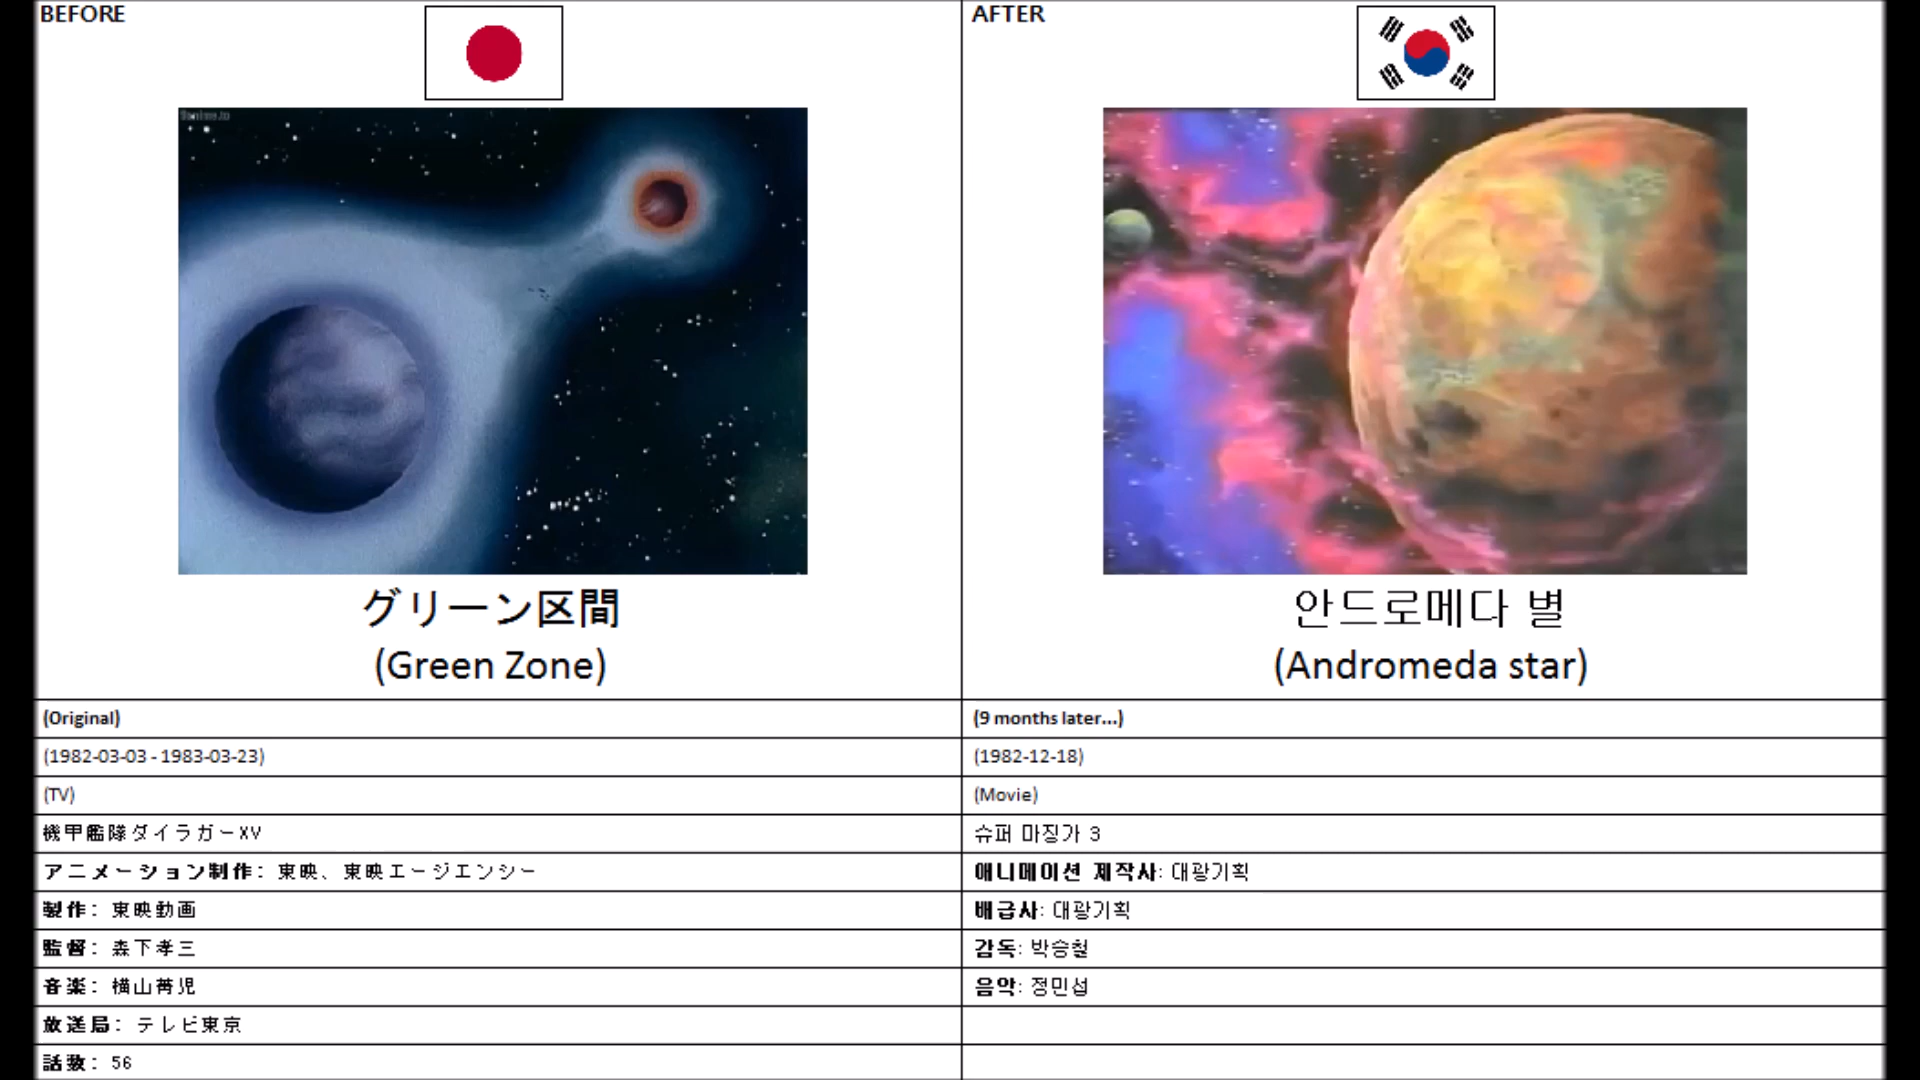 BEFORE
9anime.to
グリーン区間
(Green Zone)
(Original)
(1982-03-03 - 1983-03-23)
(TV)
機甲艦隊ダイラガーXV
アニメーション制作: 東映、東映エージエンシー
製作: 東映動画
監督: 森下孝三
音楽: 横山菁児
放送局: テレビ東京
話数: 56
AFTER
안드로메다 별
(Andromeda star)
(9 months later...)
(1982-12-18)
(Movie)
슈퍼 마징가 3
애니메이션 제작사: 대광기획
배급사: 대광기획
감독: 박승철
음악: 정민섭